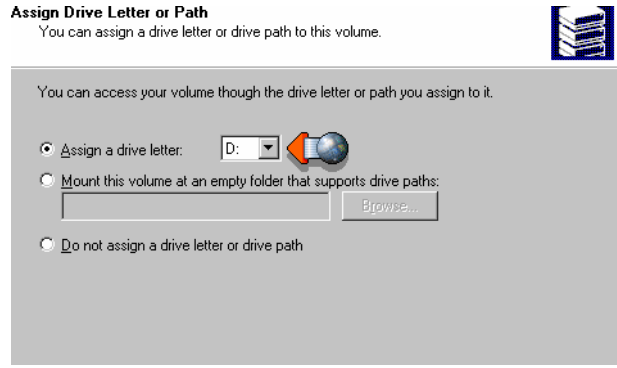 Assign Drive Letter or Path
You can assign a drive letter or drive path to this volume.
You can access your volume though the drive letter or path you assign to it.
Assign a drive letter: D:
Mount this volume at an empty folder that supports drive paths:
Browse...
Do not assign a drive letter or drive path